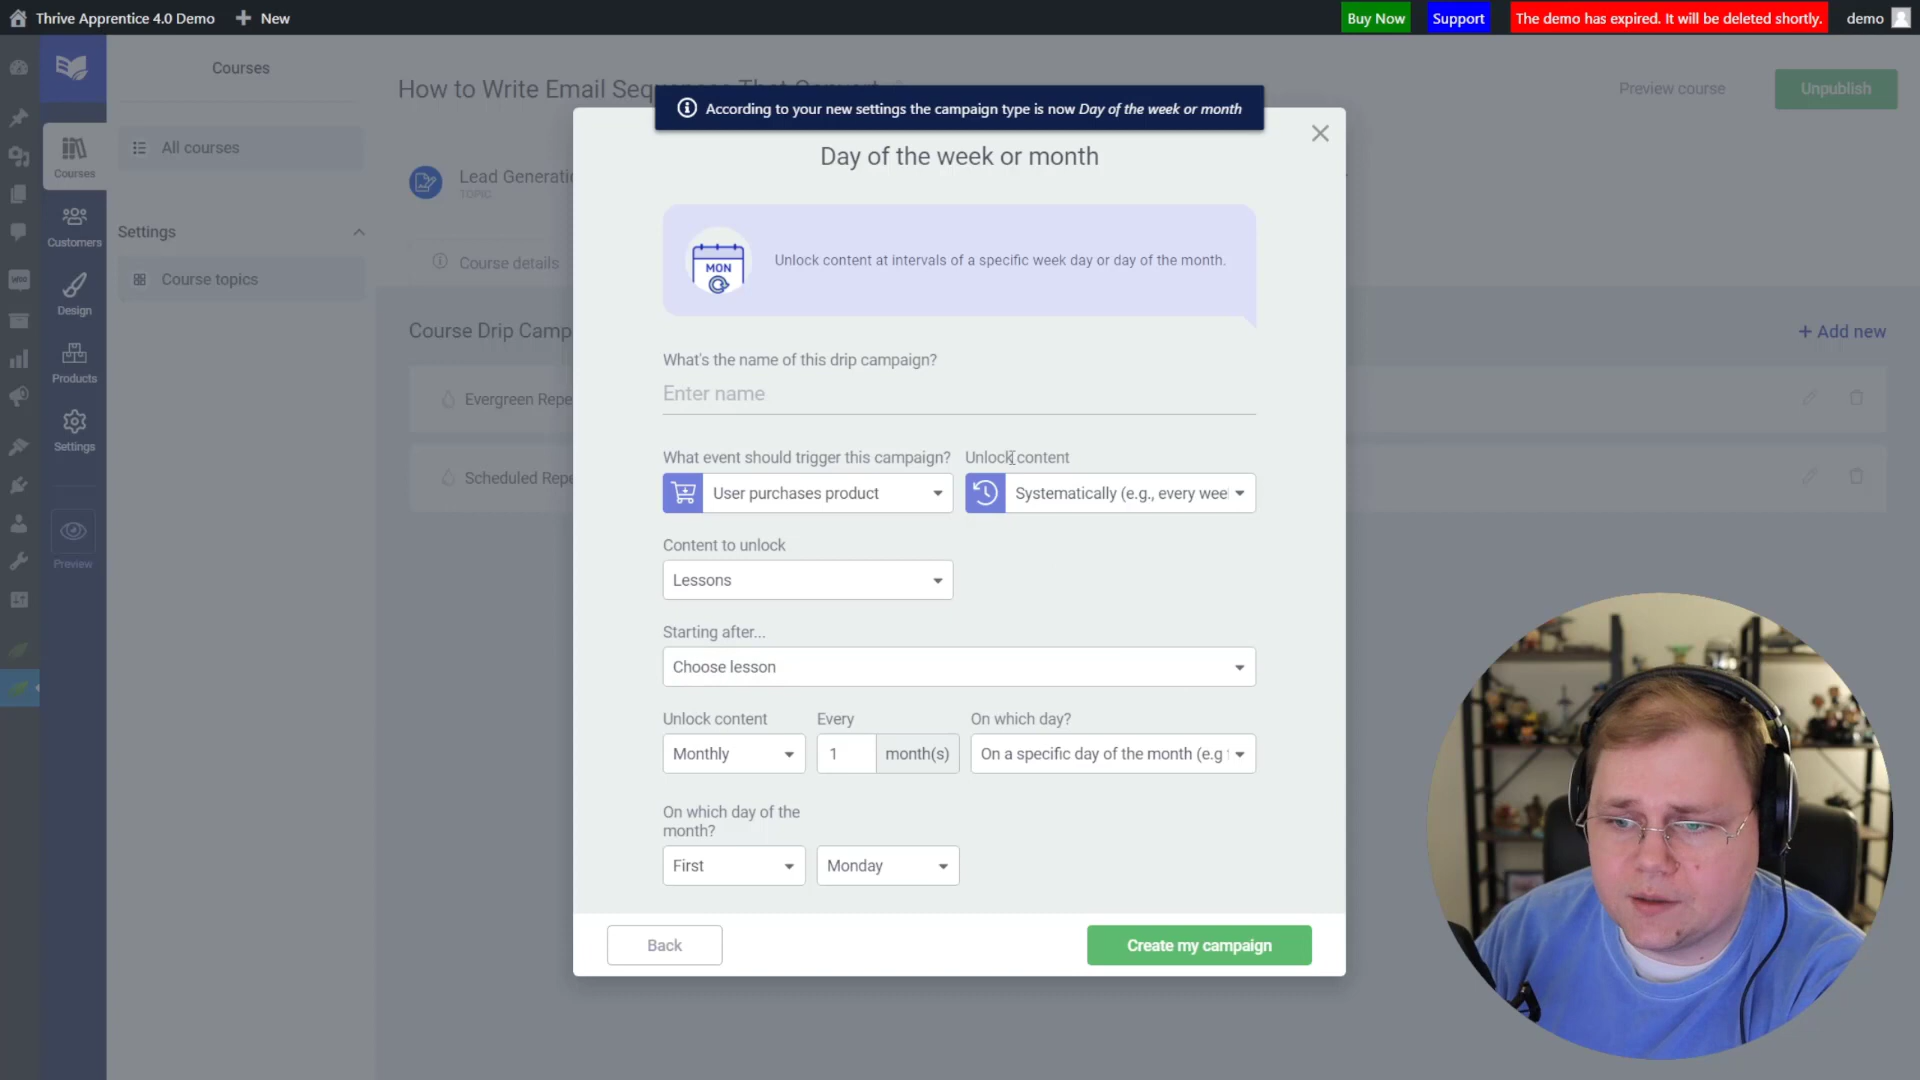 Thrive Apprentice 4.0 Demo
New
Buy Now
Support
The demo has expired. It will be deleted shortly.
demo
Courses
How to Write Email Sequences That Convert
Preview course
Unpublish
According to your new settings the campaign type is now Day of the week or month
Day of the week or month
All courses
Courses
Lead Generati
TOPIC
Customers
Settings
MON
Unlock content at intervals of a specific week day or day of the month.
Course details
Course topics
Design
Course Drip Camp
+ Add new
Products
What's the name of this drip campaign?
Enter name
Evergreen Repe
Settings
What event should trigger this campaign?
Unlock content
Scheduled Repe
User purchases product
Systematically (e.g., every wee
Preview
Content to unlock
Lessons
Starting after...
Choose lesson
Unlock content
Every
On which day?
Monthly
1
month(s)
On a specific day of the month (e.g
On which day of the
month?
First
Monday
Back
Create my campaign